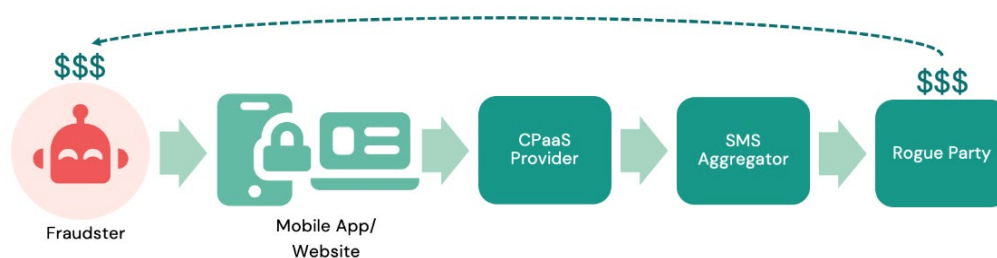 $$$
$$$
CPaaS
Provider
SMS
Aggregator
Rogue Party
Fraudster
Mobile App/
Website